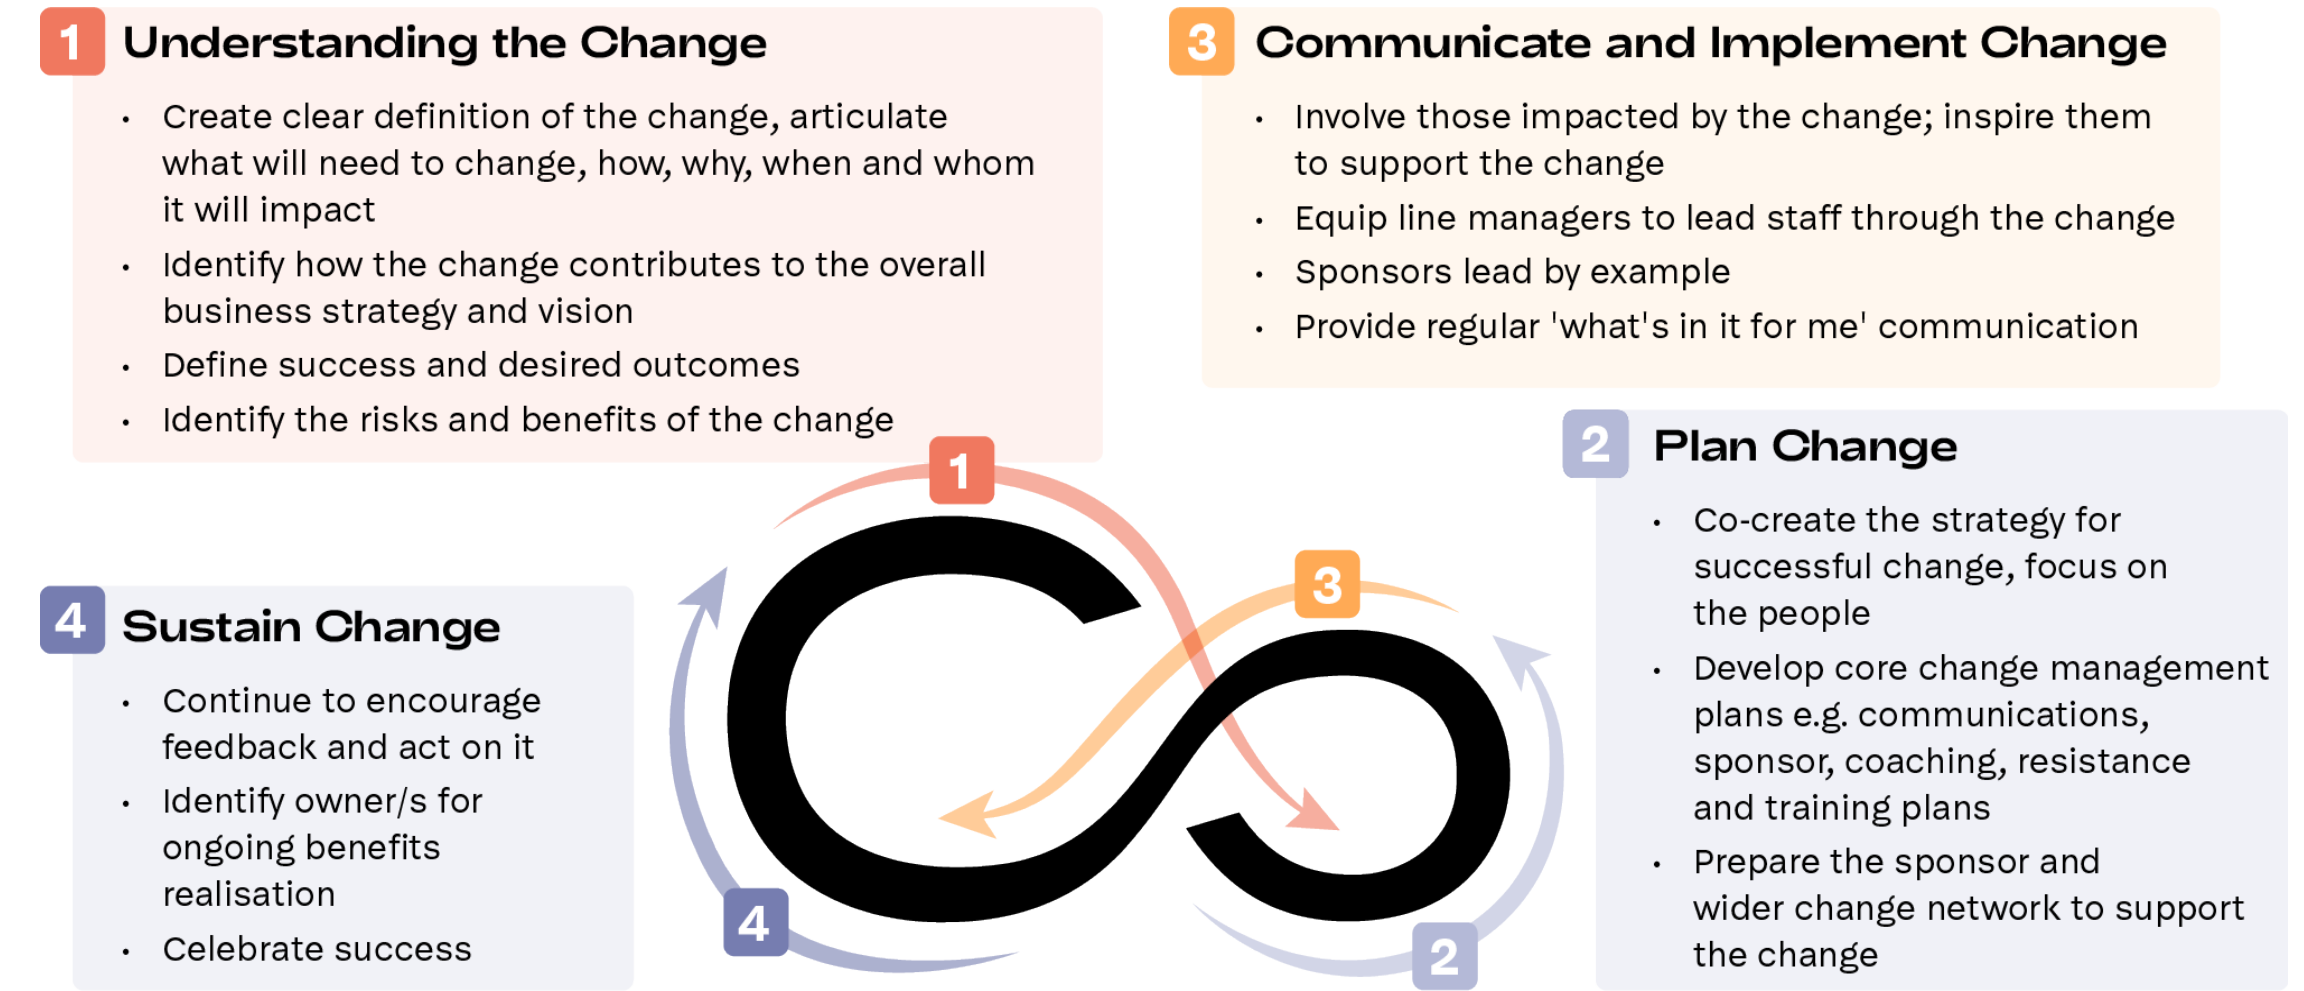 1 Understanding the Change
• Create clear definition of the change, articulate
what will need to change, how, why, when and whom
it will impact
• Identify how the change contributes to the overall
business strategy and vision
• Define success and desired outcomes
• Identify the risks and benefits of the change
3 Communicate and Implement Change
• Involve those impacted by the change; inspire them
to support the change
• Equip line managers to lead staff through the change
• Sponsors lead by example
• Provide regular 'what's in it for me' communication
2 Plan Change
• Co-create the strategy for
successful change, focus on
the people
• Develop core change management
plans e.g. communications,
sponsor, coaching, resistance
and training plans
• Prepare the sponsor and
wider change network to support
the change
4 Sustain Change
• Continue to encourage
feedback and act on it
• Identify owner/s for
ongoing benefits
realisation
• Celebrate success
1
3
4
2